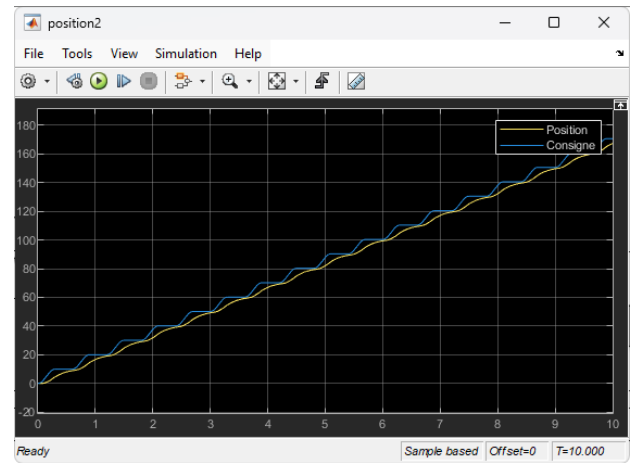 position2
File Tools View Simulation Help
Position
Consigne
180
160
140
120
100
80
60
40
20
0
-20
0 1 2 3 4 5 6 7 8 9 10
Ready Sample based Offset=0 T=10.000